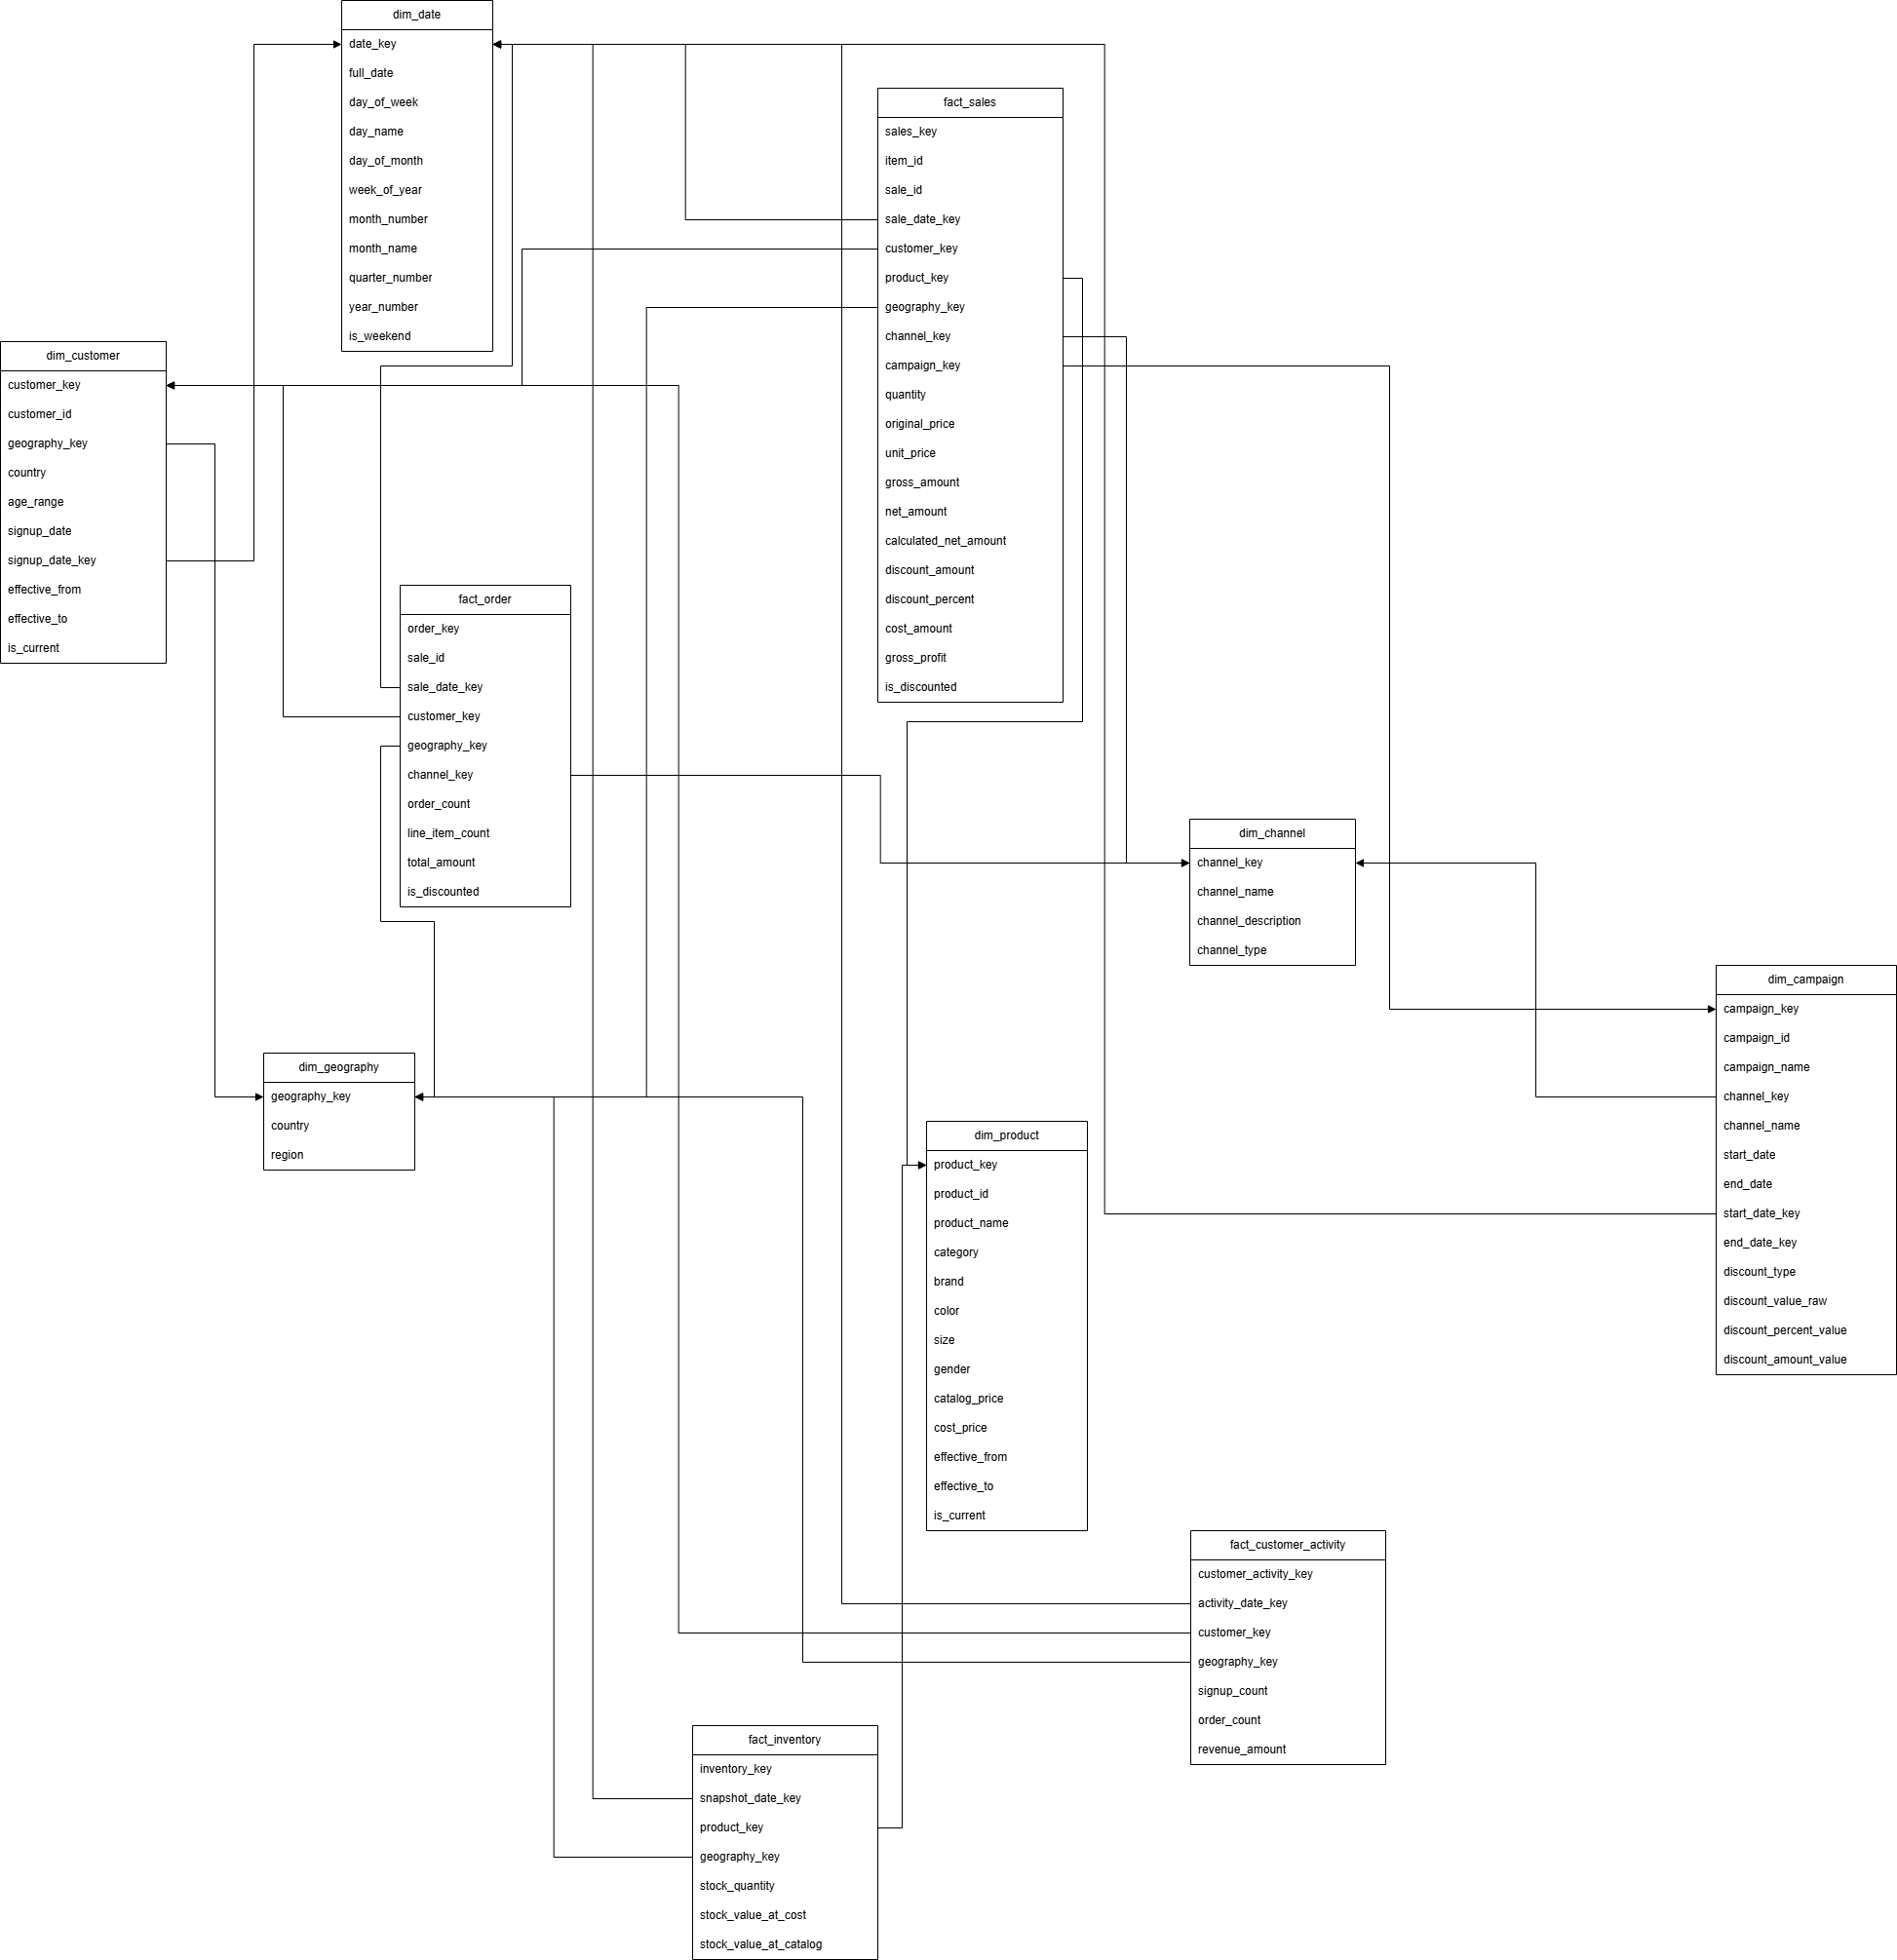 dim_date
date_key
full_date
day_of_week
day_name
day_of_month
week_of_year
month_number
month_name
quarter_number
year_number
is_weekend
fact_sales
sales_key
item_id
sale_id
sale_date_key
customer_key
product_key
geography_key
channel_key
campaign_key
quantity
original_price
unit_price
gross_amount
net_amount
calculated_net_amount
discount_amount
discount_percent
cost_amount
gross_profit
is_discounted
dim_customer
customer_key
customer_id
geography_key
country
age_range
signup_date
signup_date_key
effective_from
effective_to
is_current
fact_order
order_key
sale_id
sale_date_key
customer_key
geography_key
channel_key
order_count
line_item_count
total_amount
is_discounted
dim_channel
channel_key
channel_name
channel_description
channel_type
dim_campaign
campaign_key
campaign_id
campaign_name
channel_key
channel_name
start_date
end_date
start_date_key
end_date_key
discount_type
discount_value_raw
discount_percent_value
discount_amount_value
dim_geography
geography_key
country
region
dim_product
product_key
product_id
product_name
category
brand
color
size
gender
catalog_price
cost_price
effective_from
effective_to
is_current
fact_customer_activity
customer_activity_key
activity_date_key
customer_key
geography_key
signup_count
order_count
revenue_amount
fact_inventory
inventory_key
snapshot_date_key
product_key
geography_key
stock_quantity
stock_value_at_cost
stock_value_at_catalog